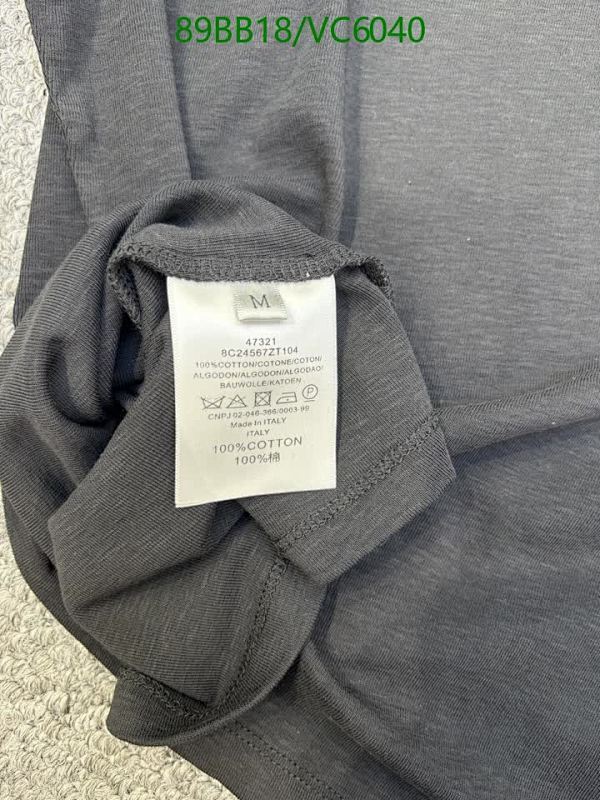 89BB18/VC6040
M
47321
8C24567ZT104
100%COTTON/COTONE/COTON/
ALGODON/ALGODON/ALGODAO/
BAUWOLLE/KATOEN
P
CNPJ 02-046-366/0003-99
Made In ITALY
ITALY
100%COTTON
100%棉